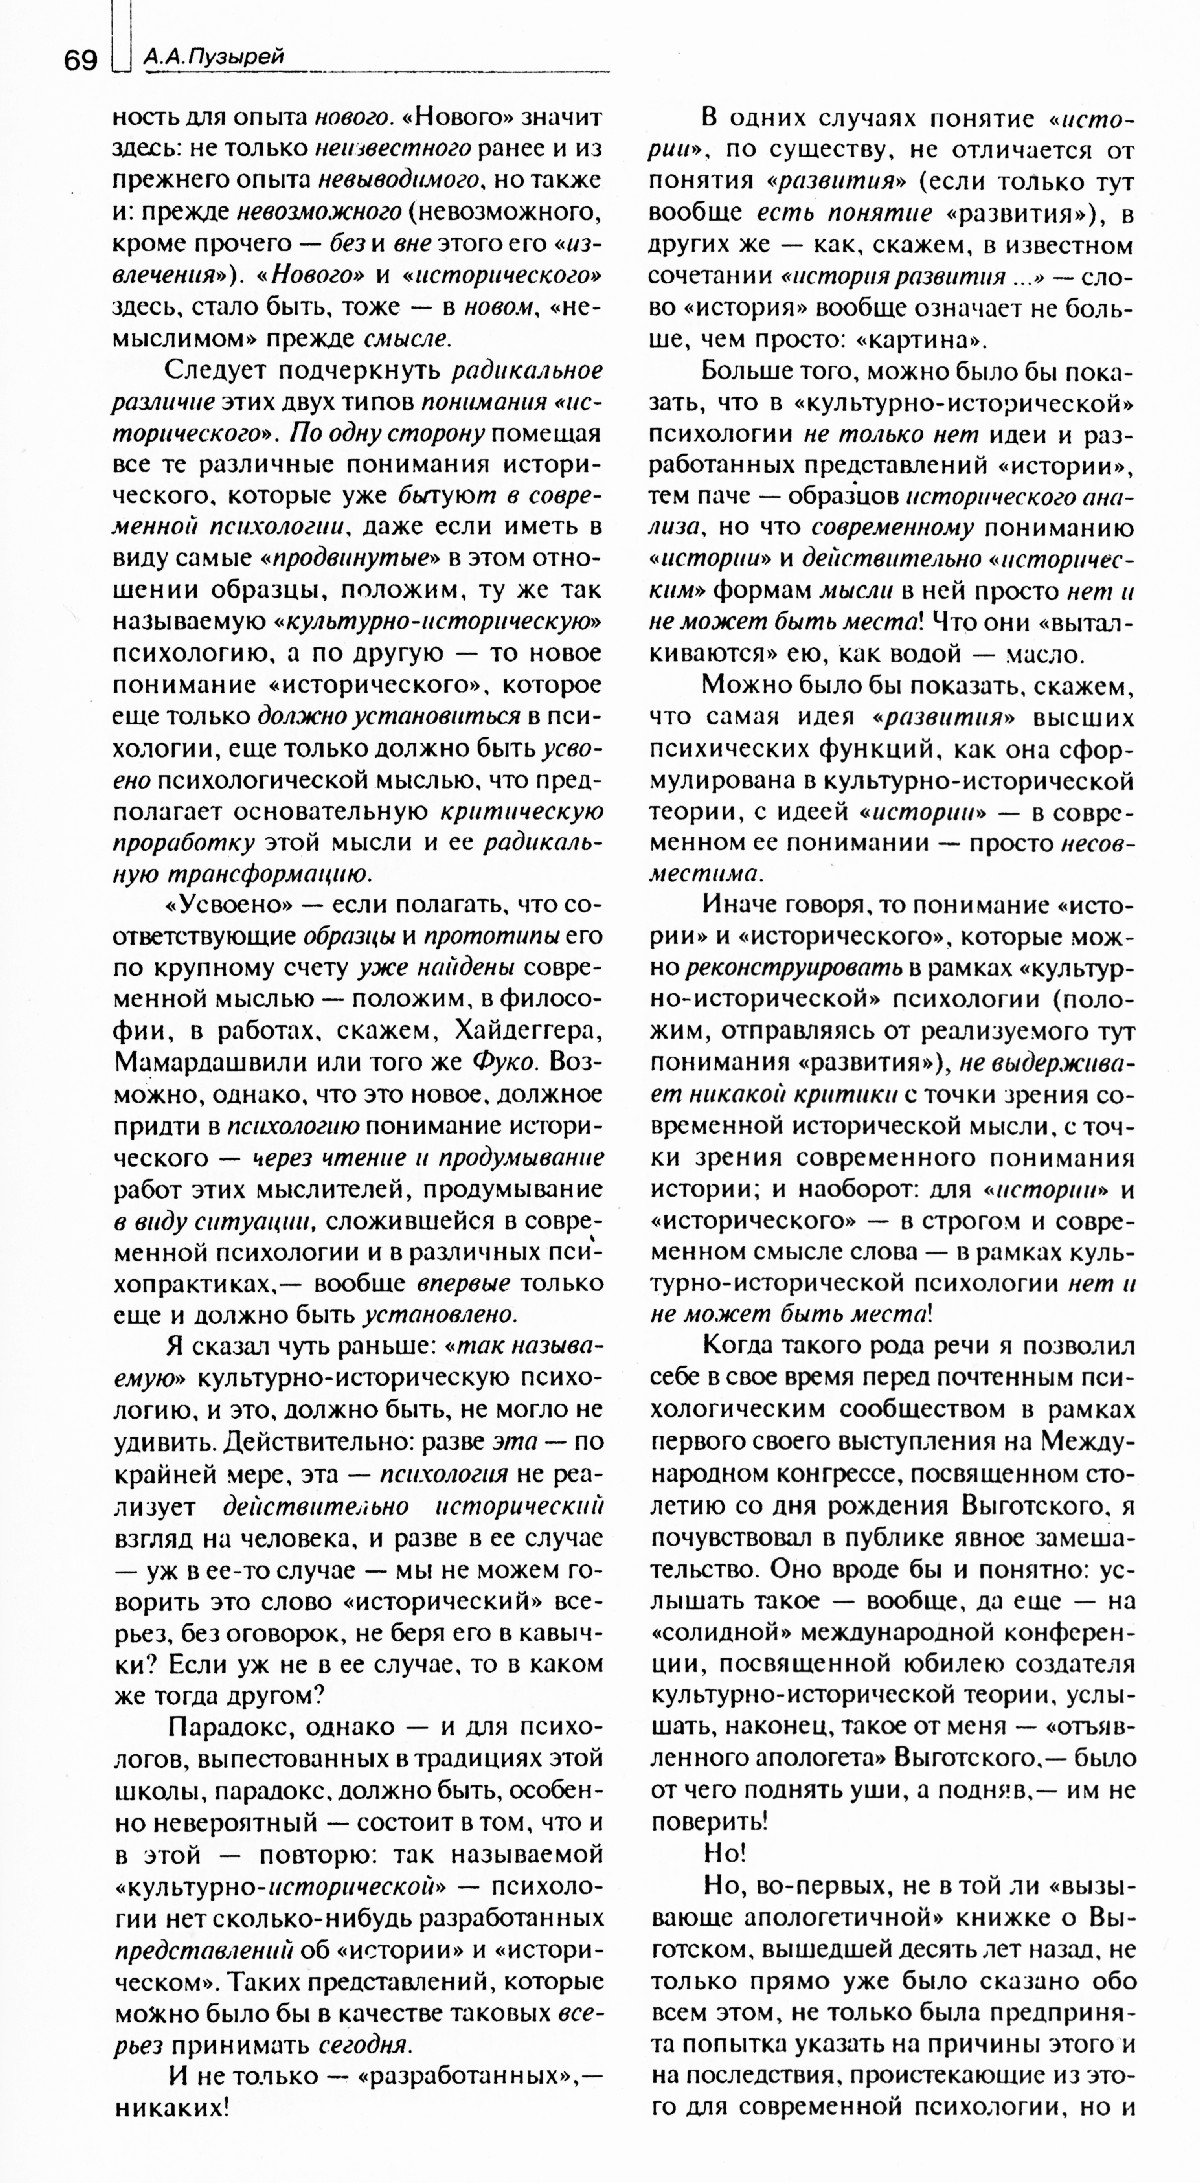 69
А.А.Пузырей
ность для опыта нового. «Нового» значит
здесь: не только неизвестного ранее и из
прежнего опыта невыводимого, но также
и: прежде невозможного (невозможного,
кроме прочего — без и вне этого его «из-
влечения»). «Нового» и «исторического»
здесь, стало быть, тоже — в новом, «не-
мыслимом» прежде смысле.
Следует подчеркнуть радикальное
различие этих двух типов понимания «ис-
торического». По одну сторону помещая
все те различные понимания истори-
ческого, которые уже бытуют в совре-
менной психологии, даже если иметь в
виду самые «продвинутые» в этом отно-
шении образцы, положим, ту же так
называемую «культурно-историческую»
психологию, а по другую — то новое
понимание «исторического», которое
еще только должно установиться в пси-
хологии, еще только должно быть усво-
ено психологической мыслью, что пред-
полагает основательную критическую
проработку этой мысли и ее радикаль-
ную трансформацию.
«Усвоено» — если полагать, что со-
ответствующие образцы и прототипы его
по крупному счету уже найдены совре-
менной мыслью — положим, в филосо-
фии, в работах, скажем, Хайдеггера,
Мамардашвили или того же Фуко. Воз-
можно, однако, что это новое, должное
придти в психологию понимание истори-
ческого — через чтение и продумывание
работ этих мыслителей, продумывание
в виду ситуации, сложившейся в совре-
менной психологии и в различных пси-
хопрактиках,— вообще впервые только
еще и должно быть установлено.
Я сказал чуть раньше: «так называ-
емую» культурно-историческую психо-
логию, и это, должно быть, не могло не
удивить. Действительно: разве эта — по
крайней мере, эта — психология не реа-
лизует действительно исторический
взгляд на человека, и разве в ее случае
— уж в ее-то случае — мы не можем го-
ворить это слово «исторический» все-
рьез, без оговорок, не беря его в кавыч-
ки? Если уж не в ее случае, то в каком
же тогда другом?
Парадокс, однако — и для психо-
логов, выпестованных в традициях этой
школы, парадокс, должно быть, особен-
но невероятный — состоит в том, что и
в этой — повторю: так называемой
«культурно-исторической» — психоло-
гии нет сколько-нибудь разработанных
представлений об «истории» и «истори-
ческом». Таких представлений, которые
можно было бы в качестве таковых все-
рьез принимать сегодня.
И не только — «разработанных»,—
никаких!
В одних случаях понятие «исто-
рии», по существу, не отличается от
понятия «развития» (если только тут
вообще есть понятие «развития»), в
других же — как, скажем, в известном
сочетании «история развития ...» — сло-
во «история» вообще означает не боль-
ше, чем просто: «картина».
Больше того, можно было бы пока-
зать, что в «культурно-исторической»
психологии не только нет идеи и раз-
работанных представлений «истории»,
тем паче — образцов исторического ана-
лиза, но что современному пониманию
«истории» и действительно «историчес-
ким» формам мысли в ней просто нет и
не может быть места! Что они «вытал-
киваются» ею, как водой — масло.
Можно было бы показать, скажем,
что самая идея «развития» высших
психических функций, как она сфор-
мулирована в культурно-исторической
теории, с идеей «истории» — в совре-
менном ее понимании — просто несов-
местима.
Иначе говоря, то понимание «исто-
рии» и «исторического», которые мож-
но реконструировать в рамках «культур-
но-исторической» психологии (поло-
жим, отправляясь от реализуемого тут
понимания «развития»), не выдержива-
ет никакой критики с точки зрения со-
временной исторической мысли, с точ-
ки зрения современного понимания
истории; и наоборот: для «истории» и
«исторического» — в строгом и совре-
менном смысле слова — в рамках куль-
турно-исторической психологии нет и
не может быть места!
Когда такого рода речи я позволил
себе в свое время перед почтенным пси-
хологическим сообществом в рамках
первого своего выступления на Между-
народном конгрессе, посвященном сто-
летию со дня рождения Выготского, я
почувствовал в публике явное замеша-
тельство. Оно вроде бы и понятно: ус-
лышать такое — вообще, да еще — на
«солидной» международной конферен-
ции, посвященной юбилею создателя
культурно-исторической теории, услы-
шать, наконец, такое от меня — «отъяв-
ленного апологета» Выготского,— было
от чего поднять уши, а подняв,— им не
поверить!
Но!
Но, во-первых, не в той ли «вызы-
вающе апологетичной» книжке о Вы-
готском, вышедшей десять лет назад, не
только прямо уже было сказано обо
всем этом, не только была предприня-
та попытка указать на причины этого и
на последствия, проистекающие из это-
го для современной психологии, но и